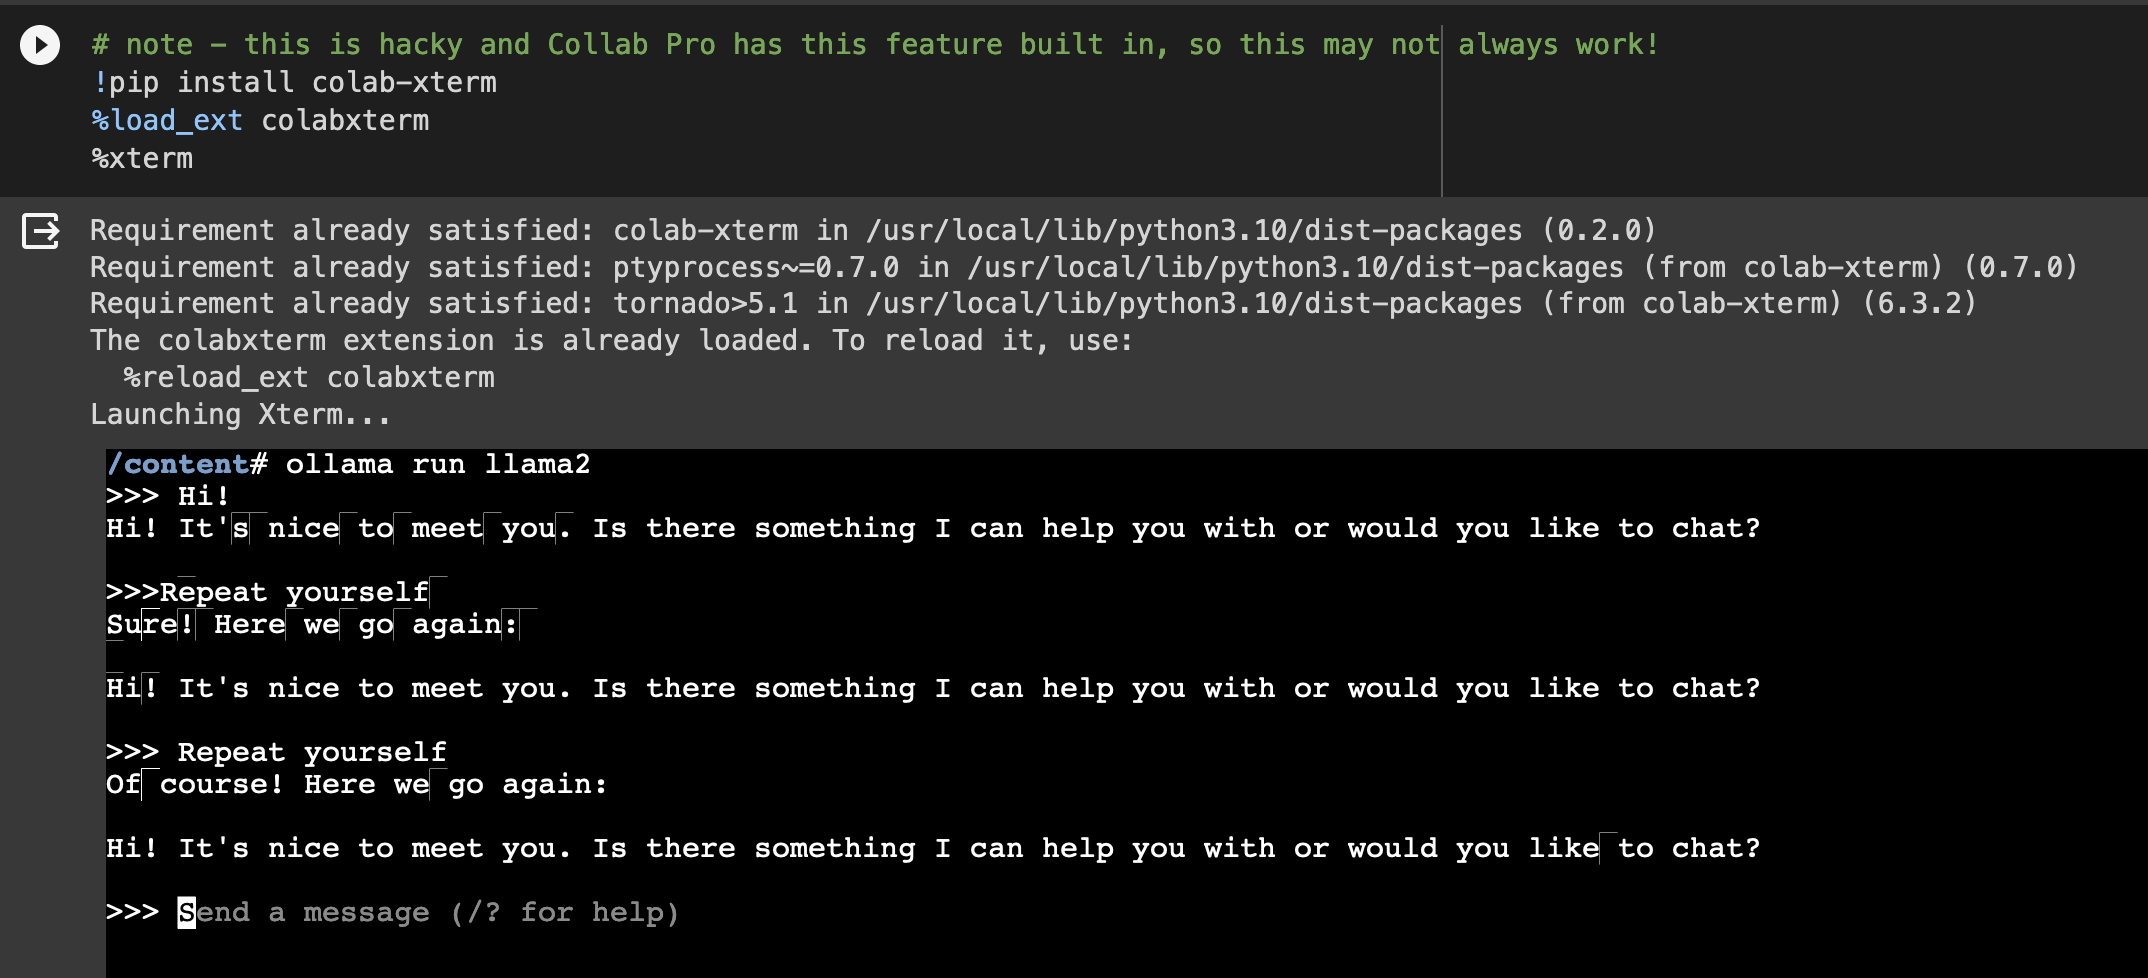 # note - this is hacky and Collab Pro has this feature built in, so this may not always work!
!pip install colab-xterm
%load_ext colabxterm
%xterm
Requirement already satisfied: colab-xterm in /usr/local/lib/python3.10/dist-packages (0.2.0)
Requirement already satisfied: ptyprocess~=0.7.0 in /usr/local/lib/python3.10/dist-packages (from colab-xterm) (0.7.0)
Requirement already satisfied: tornado>5.1 in /usr/local/lib/python3.10/dist-packages (from colab-xterm) (6.3.2)
The colabxterm extension is already loaded. To reload it, use:
  %reload_ext colabxterm
Launching Xterm...
/content# ollama run llama2
>>> Hi!
Hi! It's nice to meet you. Is there something I can help you with or would you like to chat?
>>>Repeat yourself
Sure! Here we go again:
Hi! It's nice to meet you. Is there something I can help you with or would you like to chat?
>>> Repeat yourself
Of course! Here we go again:
Hi! It's nice to meet you. Is there something I can help you with or would you like to chat?
>>> Send a message (/? for help)